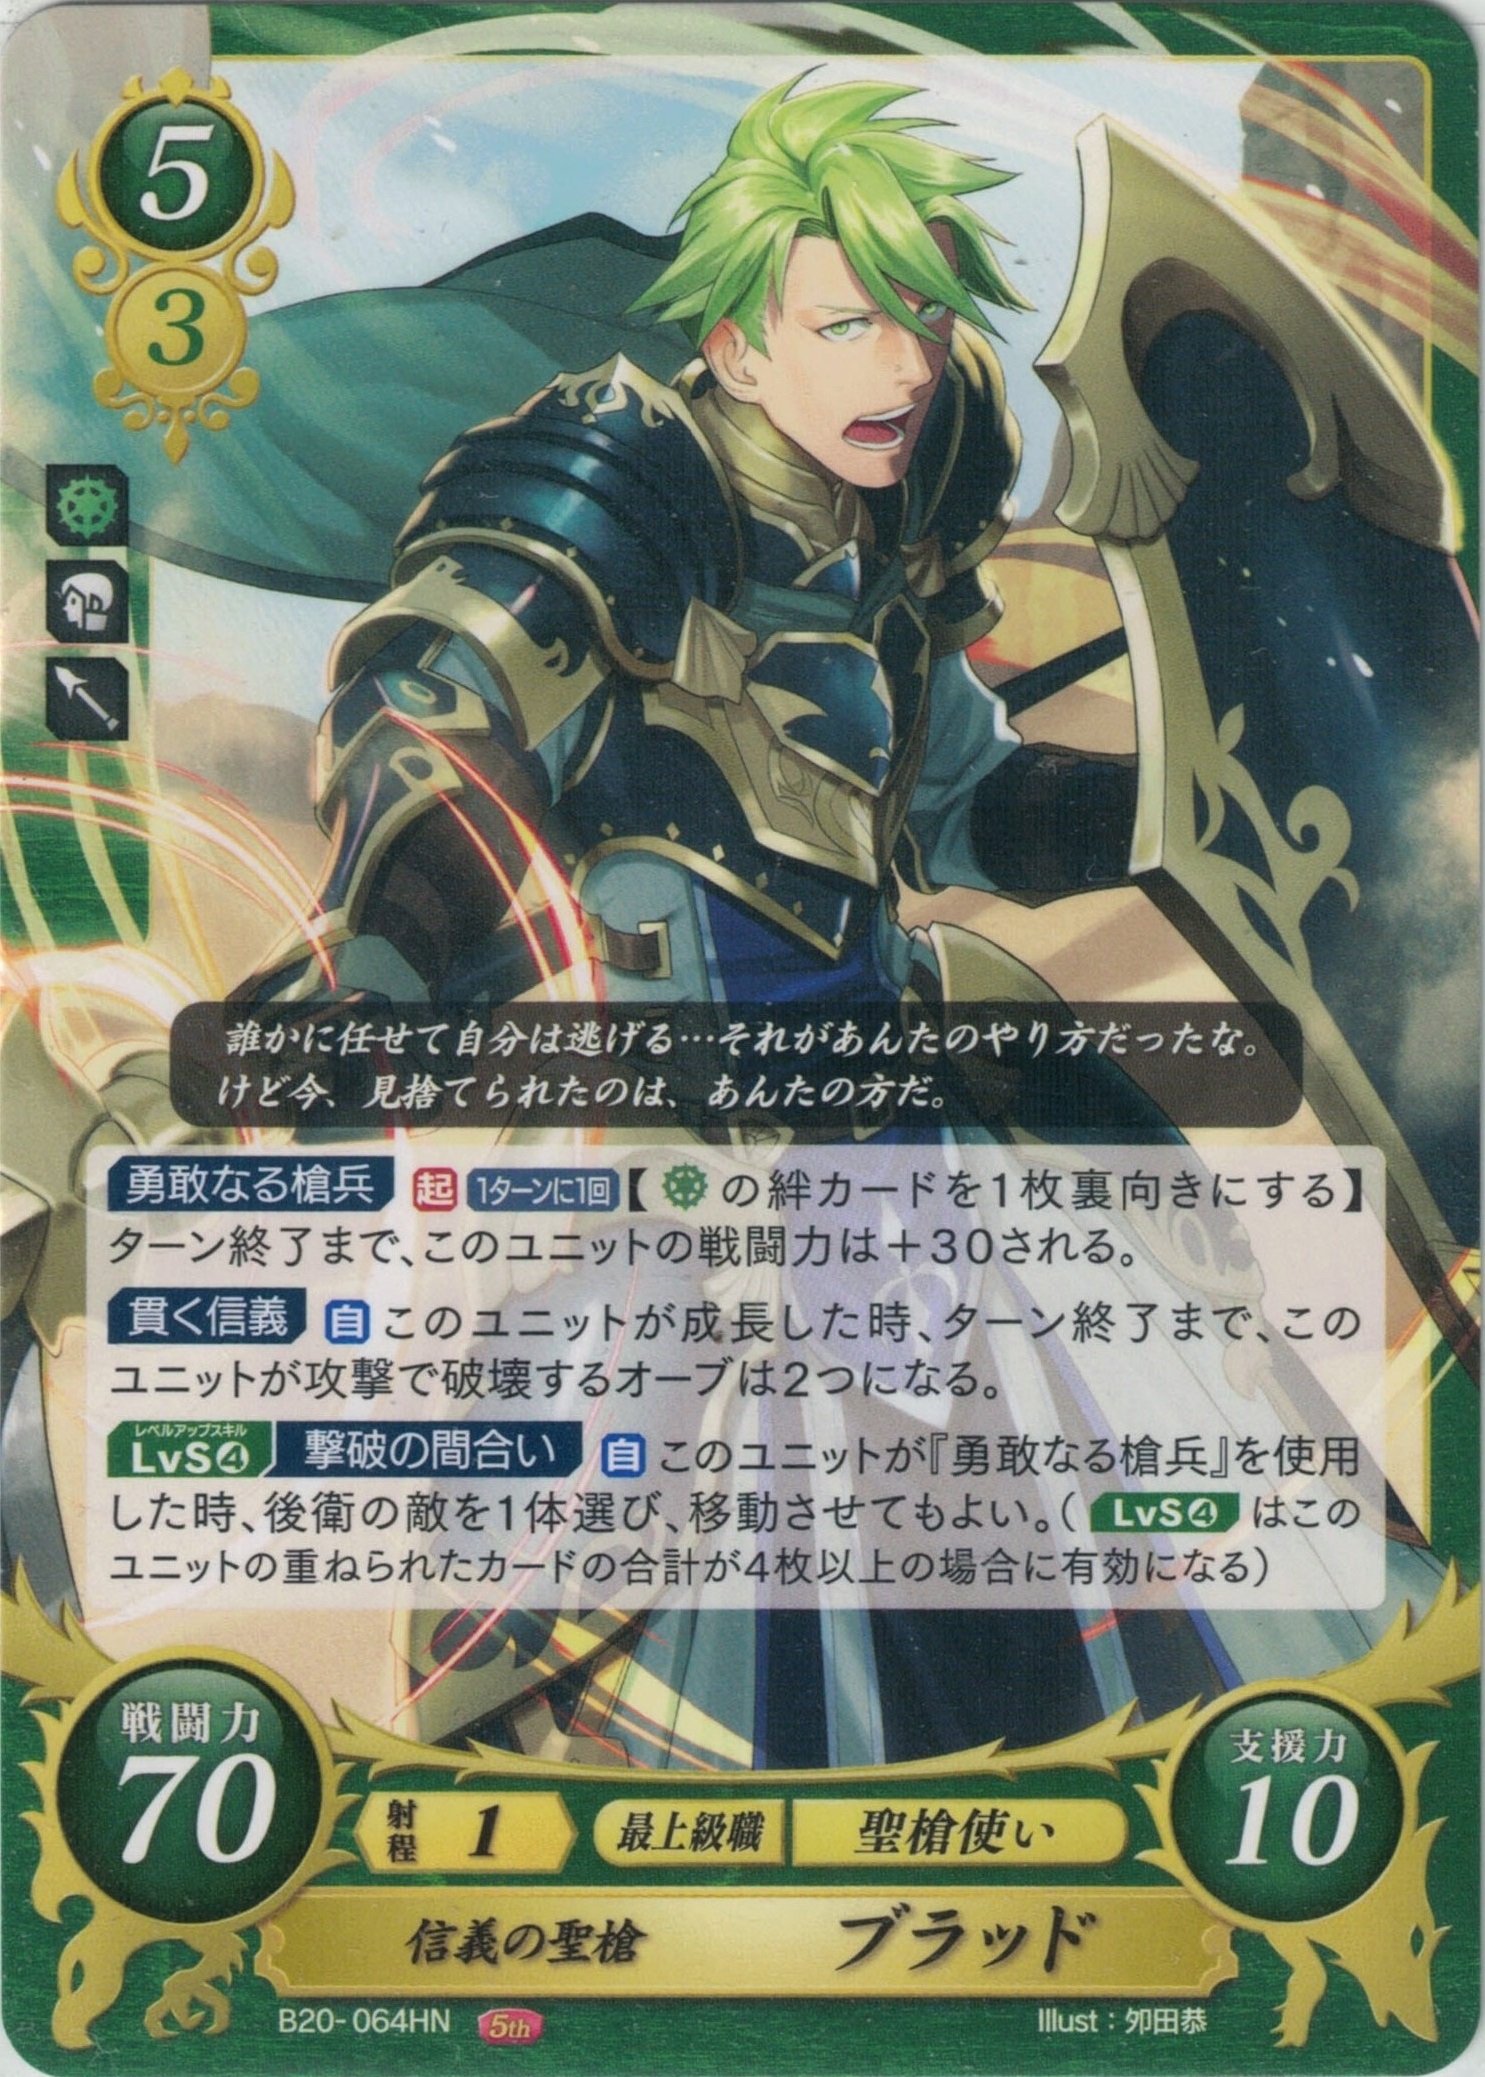 5
3
誰かに任せて自分は逃げる…それがあんたのやり方だったな。
けど今、見捨てられたのは、あんたの方だ。
勇敢なる槍兵 起 1ターンに1回【 の絆カードを1枚裏向きにする】
ターン終了まで、このユニットの戦闘力は+30される。
貫く信義 自 このユニットが成長した時、ターン終了まで、この
ユニットが攻撃で破壊するオーブは2つになる。
レベルアップスキル
LvS4 撃破の間合い 自 このユニットが『勇敢なる槍兵』を使用
した時、後衛の敵を1体選び、移動させてもよい。( LvS4 はこの
ユニットの重ねられたカードの合計が4枚以上の場合に有効になる)
戦闘力
70
射程 1 最上級職 聖槍使い
支援力
10
信義の聖槍 ブラッド
B20-064HN 5th Illust：夘田恭